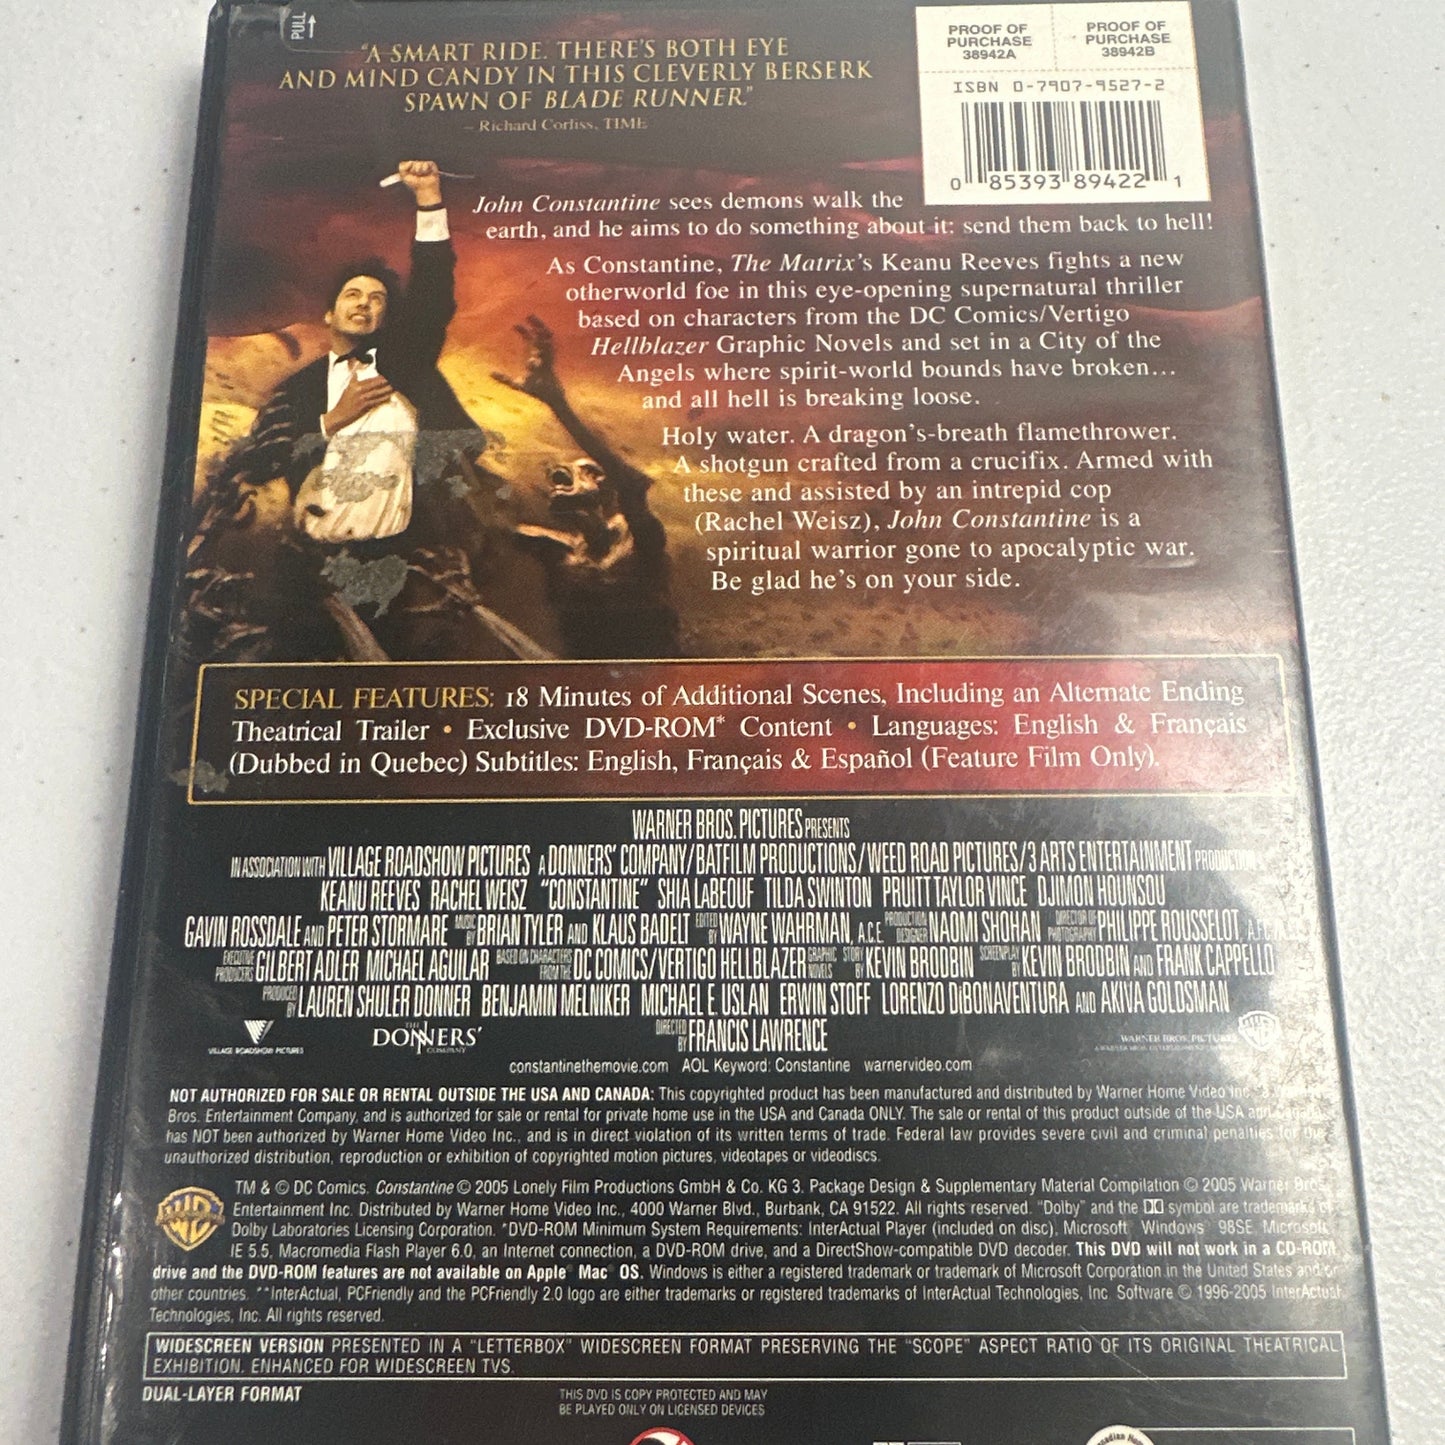 PULL
"A SMART RIDE. THERE'S BOTH EYE
AND MIND CANDY IN THIS CLEVERLY BERSERK
SPAWN OF BLADE RUNNER."
– Richard Corliss, TIME
PROOF OF PURCHASE 38942A
PROOF OF PURCHASE 38942B
ISBN 0-7907-9527-2
0 85393 89422 1
John Constantine sees demons walk the
earth, and he aims to do something about it: send them back to hell!
As Constantine, The Matrix's Keanu Reeves fights a new
otherworld foe in this eye-opening supernatural thriller
based on characters from the DC Comics/Vertigo
Hellblazer Graphic Novels and set in a City of the
Angels where spirit-world bounds have broken...
and all hell is breaking loose.
Holy water. A dragon's-breath flamethrower.
A shotgun crafted from a crucifix. Armed with
these and assisted by an intrepid cop
(Rachel Weisz), John Constantine is a
spiritual warrior gone to apocalyptic war.
Be glad he's on your side.
SPECIAL FEATURES: 18 Minutes of Additional Scenes, Including an Alternate Ending
Theatrical Trailer • Exclusive DVD-ROM* Content • Languages: English & Français
(Dubbed in Quebec) Subtitles: English, Français & Español (Feature Film Only).
WARNER BROS. PICTURES PRESENTS
IN ASSOCIATION WITH VILLAGE ROADSHOW PICTURES A DONNERS' COMPANY/BATFILM PRODUCTIONS/WEED ROAD PICTURES/3 ARTS ENTERTAINMENT PRODUCTION
KEANU REEVES RACHEL WEISZ "CONSTANTINE" SHIA LaBEOUF TILDA SWINTON PRUITT TAYLOR VINCE DJIMON HOUNSOU
GAVIN ROSSDALE AND PETER STORMARE MUSIC BY BRIAN TYLER AND KLAUS BADELT EDITED BY WAYNE WAHRMAN, A.C.E. PRODUCTION DESIGNER NAOMI SHOHAN DIRECTOR OF PHOTOGRAPHY PHILIPPE ROUSSELOT, A.F.C.
EXECUTIVE PRODUCERS GILBERT ADLER MICHAEL AGUILAR BASED ON CHARACTERS FROM THE DC COMICS/VERTIGO HELLBLAZER GRAPHIC NOVELS STORY BY KEVIN BRODBIN SCREENPLAY BY KEVIN BRODBIN AND FRANK CAPPELLO
PRODUCED BY LAUREN SHULER DONNER BENJAMIN MELNIKER MICHAEL E. USLAN ERWIN STOFF LORENZO DiBONAVENTURA AND AKIVA GOLDSMAN
DIRECTED BY FRANCIS LAWRENCE
VILLAGE ROADSHOW PICTURES
THE DONNERS' COMPANY
WARNER BROS. PICTURES
constantinethemovie.com AOL Keyword: Constantine warnervideo.com
NOT AUTHORIZED FOR SALE OR RENTAL OUTSIDE THE USA AND CANADA: This copyrighted product has been manufactured and distributed by Warner Home Video Inc. a
Bros. Entertainment Company, and is authorized for sale or rental for private home use in the USA and Canada ONLY. The sale or rental of this product outside of the USA and Canada
has NOT been authorized by Warner Home Video Inc., and is in direct violation of its written terms of trade. Federal law provides severe civil and criminal penalties for the
unauthorized distribution, reproduction or exhibition of copyrighted motion pictures, videotapes or videodiscs.
TM & © DC Comics. Constantine © 2005 Lonely Film Productions GmbH & Co. KG 3. Package Design & Supplementary Material Compilation © 2005 Warner Bros.
Entertainment Inc. Distributed by Warner Home Video Inc., 4000 Warner Blvd., Burbank, CA 91522. All rights reserved. "Dolby" and the DD symbol are trademarks of
Dolby Laboratories Licensing Corporation. *DVD-ROM Minimum System Requirements: InterActual Player (included on disc), Microsoft® Windows® 98SE, Microsoft®
IE 5.5, Macromedia Flash Player 6.0, an Internet connection, a DVD-ROM drive, and a DirectShow-compatible DVD decoder. This DVD will not work in a CD-ROM
drive and the DVD-ROM features are not available on Apple® Mac® OS. Windows is either a registered trademark or trademark of Microsoft Corporation in the United States and/or
other countries. **InterActual, PCFriendly and the PCFriendly 2.0 logo are either trademarks or registered trademarks of InterActual Technologies, Inc. Software © 1996-2005 InterActual
Technologies, Inc. All rights reserved.
WIDESCREEN VERSION PRESENTED IN A "LETTERBOX" WIDESCREEN FORMAT PRESERVING THE "SCOPE" ASPECT RATIO OF ITS ORIGINAL THEATRICAL
EXHIBITION. ENHANCED FOR WIDESCREEN TVS.
DUAL-LAYER FORMAT
THIS DVD IS COPY PROTECTED AND MAY
BE PLAYED ONLY ON LICENSED DEVICES